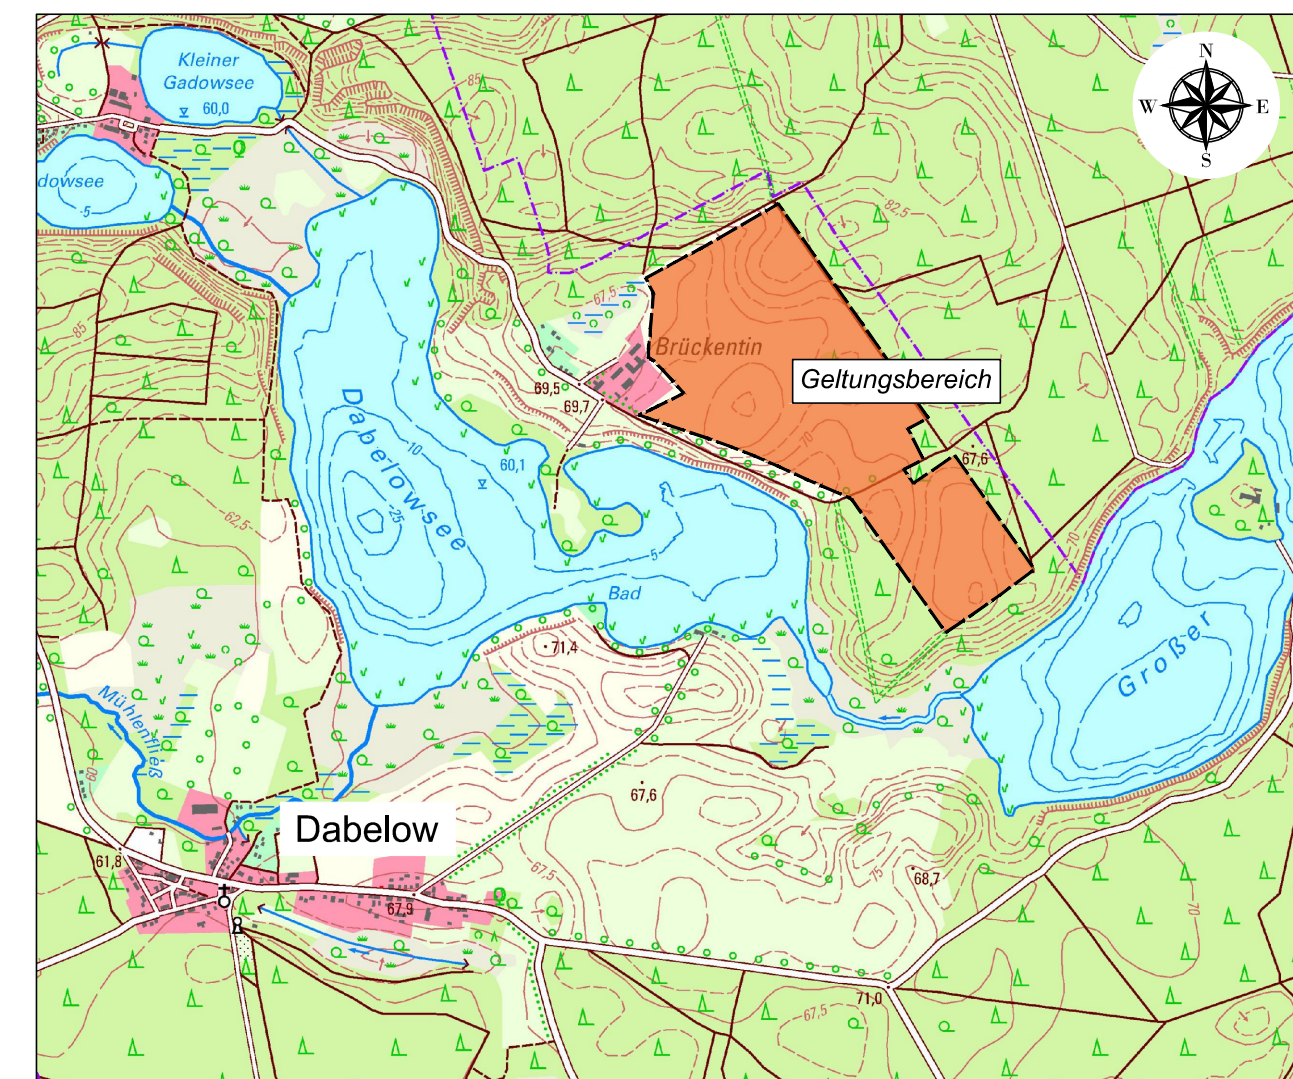 Kleiner
Gadowsee
60,0
N
W
E
S
85
dowsee
-5
82,5
67,5
Brückentin
Geltungsbereich
69,5
69,7
85
Dabelowsee
-10
60,1
70
67,6
-25
62,5
-5
70
Bad
71,4
Großer
Mühlenfließ
60
67,6
Dabelow
61,8
67,5
75
68,7
67,9
70
71,0
67,5